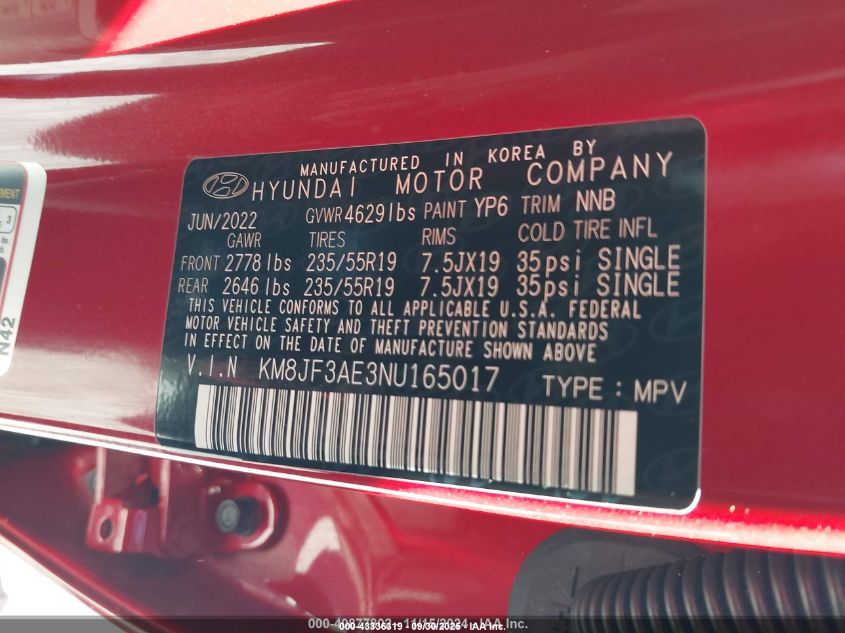 MANUFACTURED IN KOREA BY
HYUNDAI MOTOR COMPANY
JUN/2022 GVWR 4629 lbs PAINT YP6 TRIM NNB
GAWR TIRES RIMS COLD TIRE INFL
FRONT 2778 lbs 235/55R19 7.5JX19 35psi SINGLE
REAR 2646 lbs 235/55R19 7.5JX19 35psi SINGLE
THIS VEHICLE CONFORMS TO ALL APPLICABLE U.S.A. FEDERAL
MOTOR VEHICLE SAFETY AND THEFT PREVENTION STANDARDS
IN EFFECT ON THE DATE OF MANUFACTURE SHOWN ABOVE
V.I.N KM8JF3AE3NU165017 TYPE : MPV
EMENT
3
lbs.
N42